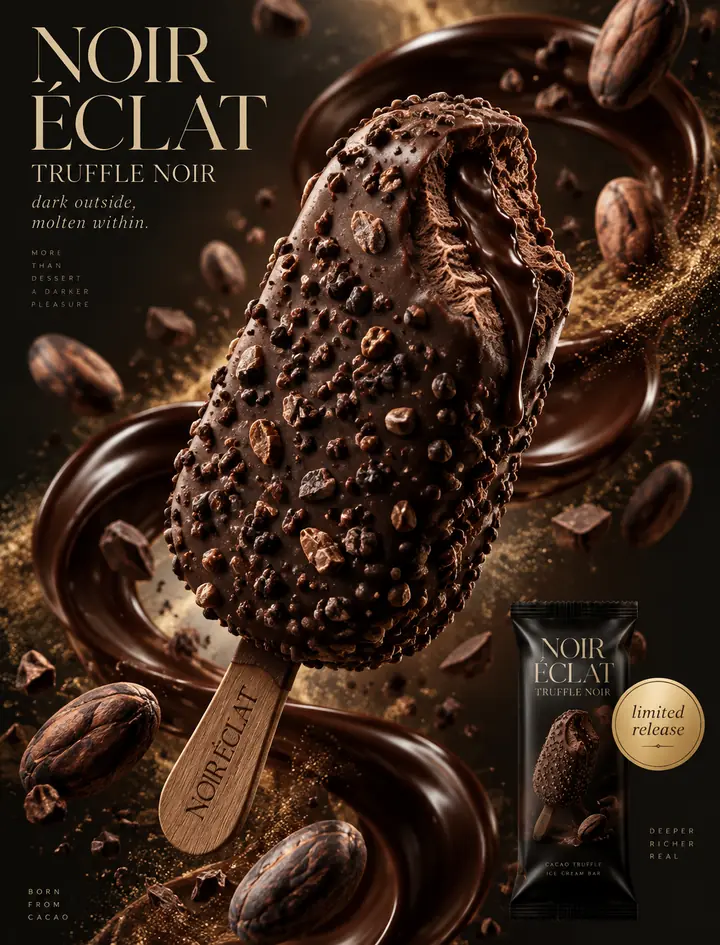 NOIR
ÉCLAT
TRUFFLE NOIR
dark outside,
molten within.
MORE
THAN
DESSERT
A DARKER
PLEASURE
NOIR ÉCLAT
NOIR
ÉCLAT
TRUFFLE NOIR
limited
release
CACAO TRUFFLE
ICE CREAM BAR
DEEPER
RICHER
REAL
BORN
FROM
CACAO